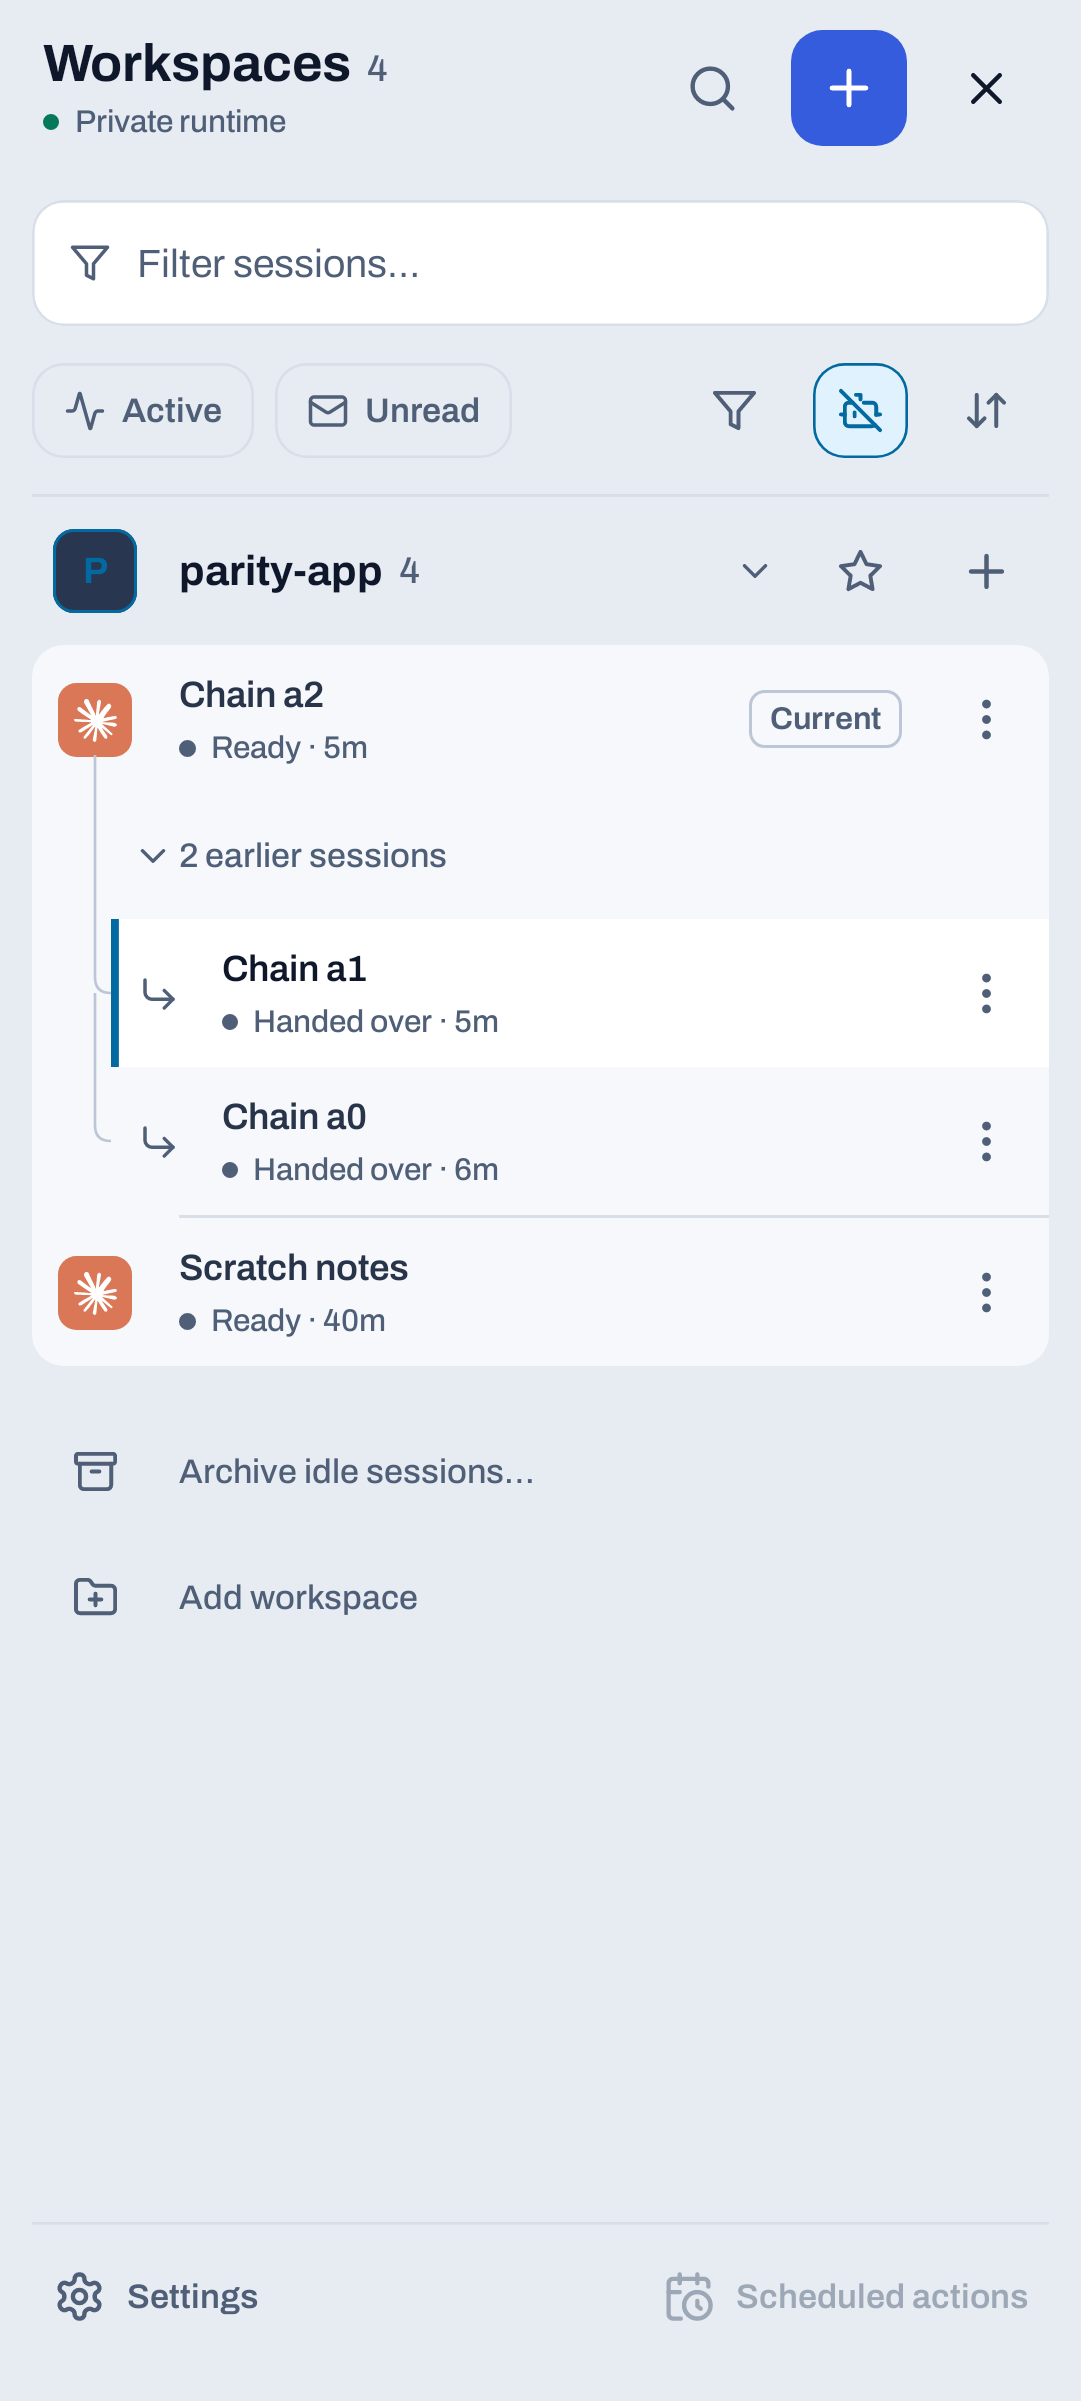 Workspaces 4
Private runtime
Filter sessions...
Active
Unread
P
parity-app 4
Chain a2
Ready · 5m
Current
2 earlier sessions
Chain a1
Handed over · 5m
Chain a0
Handed over · 6m
Scratch notes
Ready · 40m
Archive idle sessions...
Add workspace
Settings
Scheduled actions